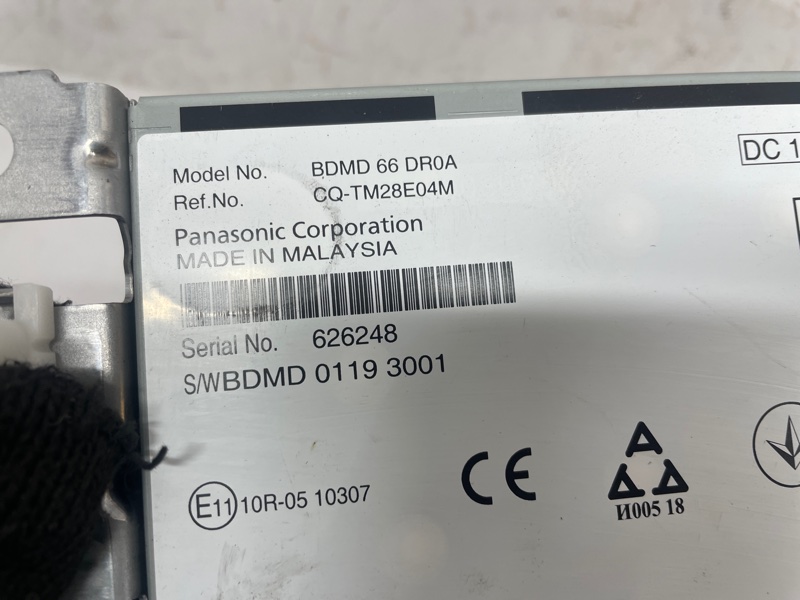 Model No. BDMD 66 DR0A
Ref.No. CQ-TM28E04M
DC 1
Panasonic Corporation
MADE IN MALAYSIA
Serial No. 626248
S/WBDMD 0119 3001
E11 10R-05 10307
CE
И005 18